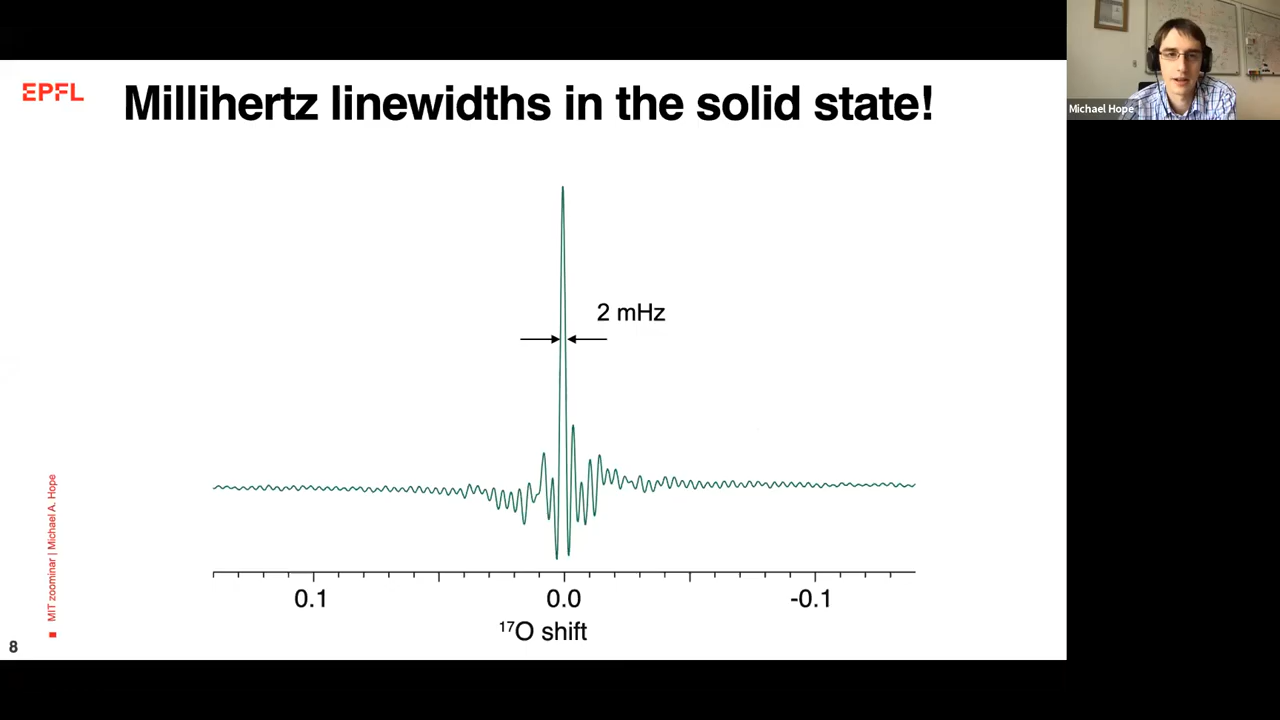 EPFL
Millihertz linewidths in the solid state!
Michael Hope
2 mHz
0.1
0.0
-0.1
¹⁷O shift
MIT zoominar | Michael A. Hope
8